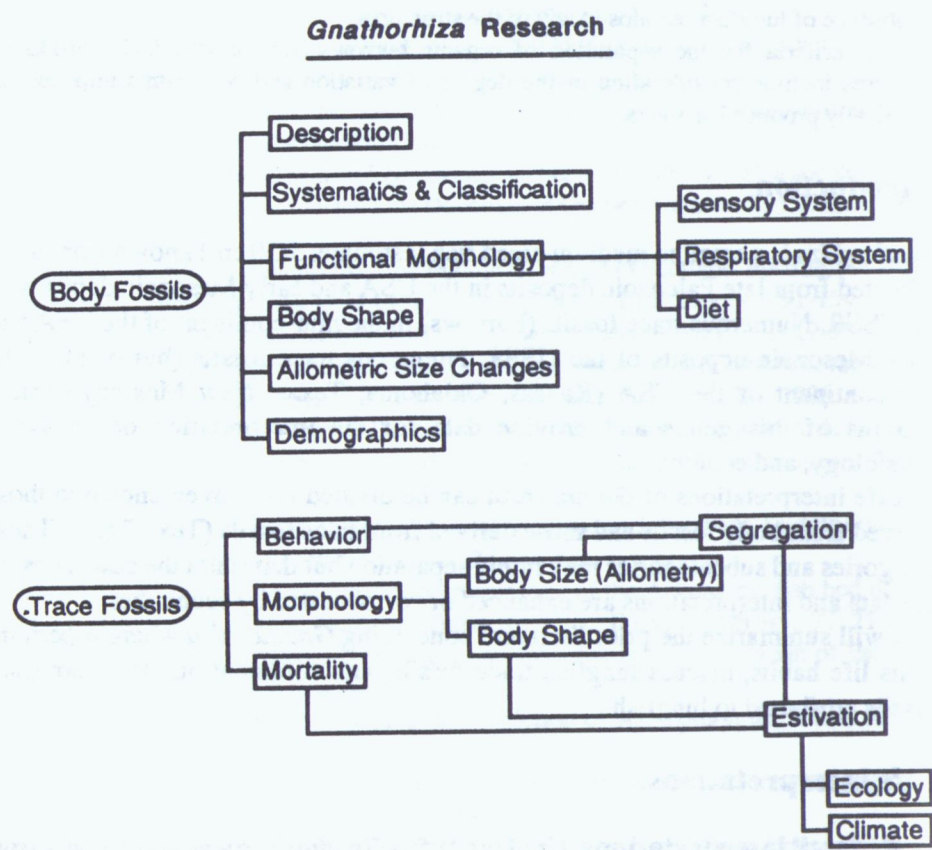 Gnathorhiza Research
Description
Systematics & Classification
Functional Morphology
Body Fossils
Body Shape
Allometric Size Changes
Demographics
Sensory System
Respiratory System
Diet
Behavior
Trace Fossils
Morphology
Mortality
Segregation
Body Size (Allometry)
Body Shape
Estivation
Ecology
Climate